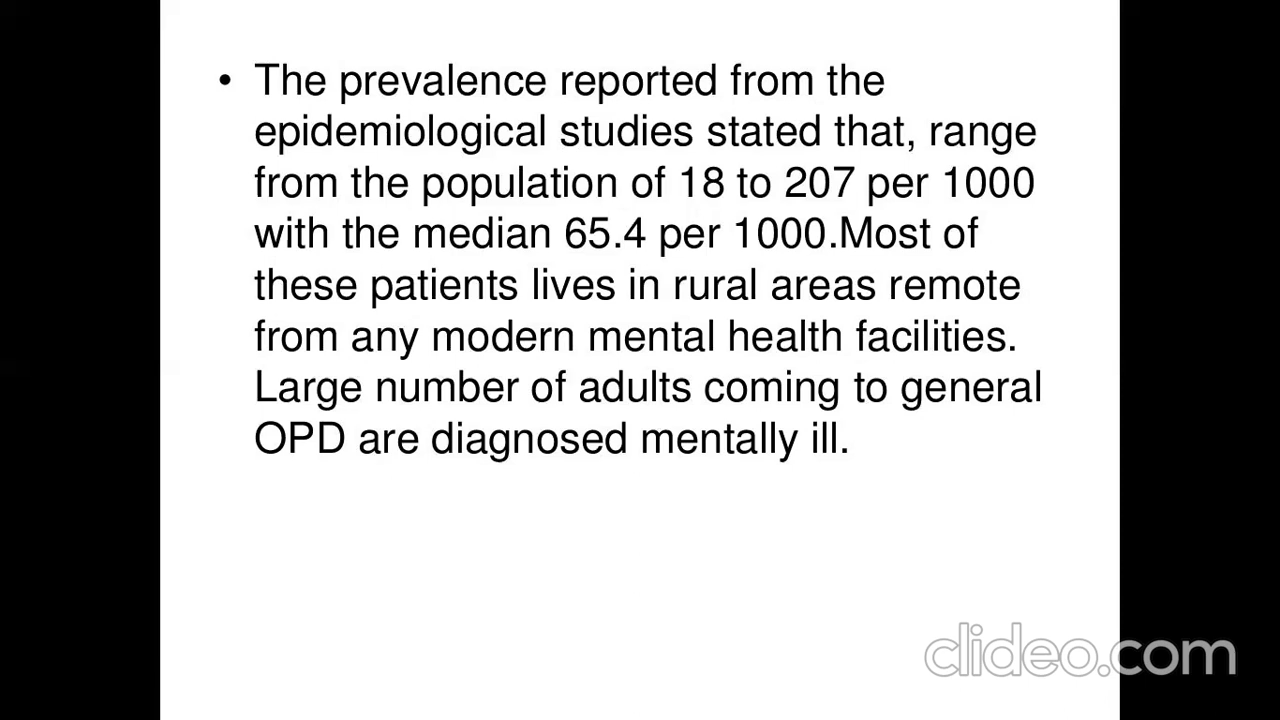 • The prevalence reported from the
epidemiological studies stated that, range
from the population of 18 to 207 per 1000
with the median 65.4 per 1000.Most of
these patients lives in rural areas remote
from any modern mental health facilities.
Large number of adults coming to general
OPD are diagnosed mentally ill.
clideo.com